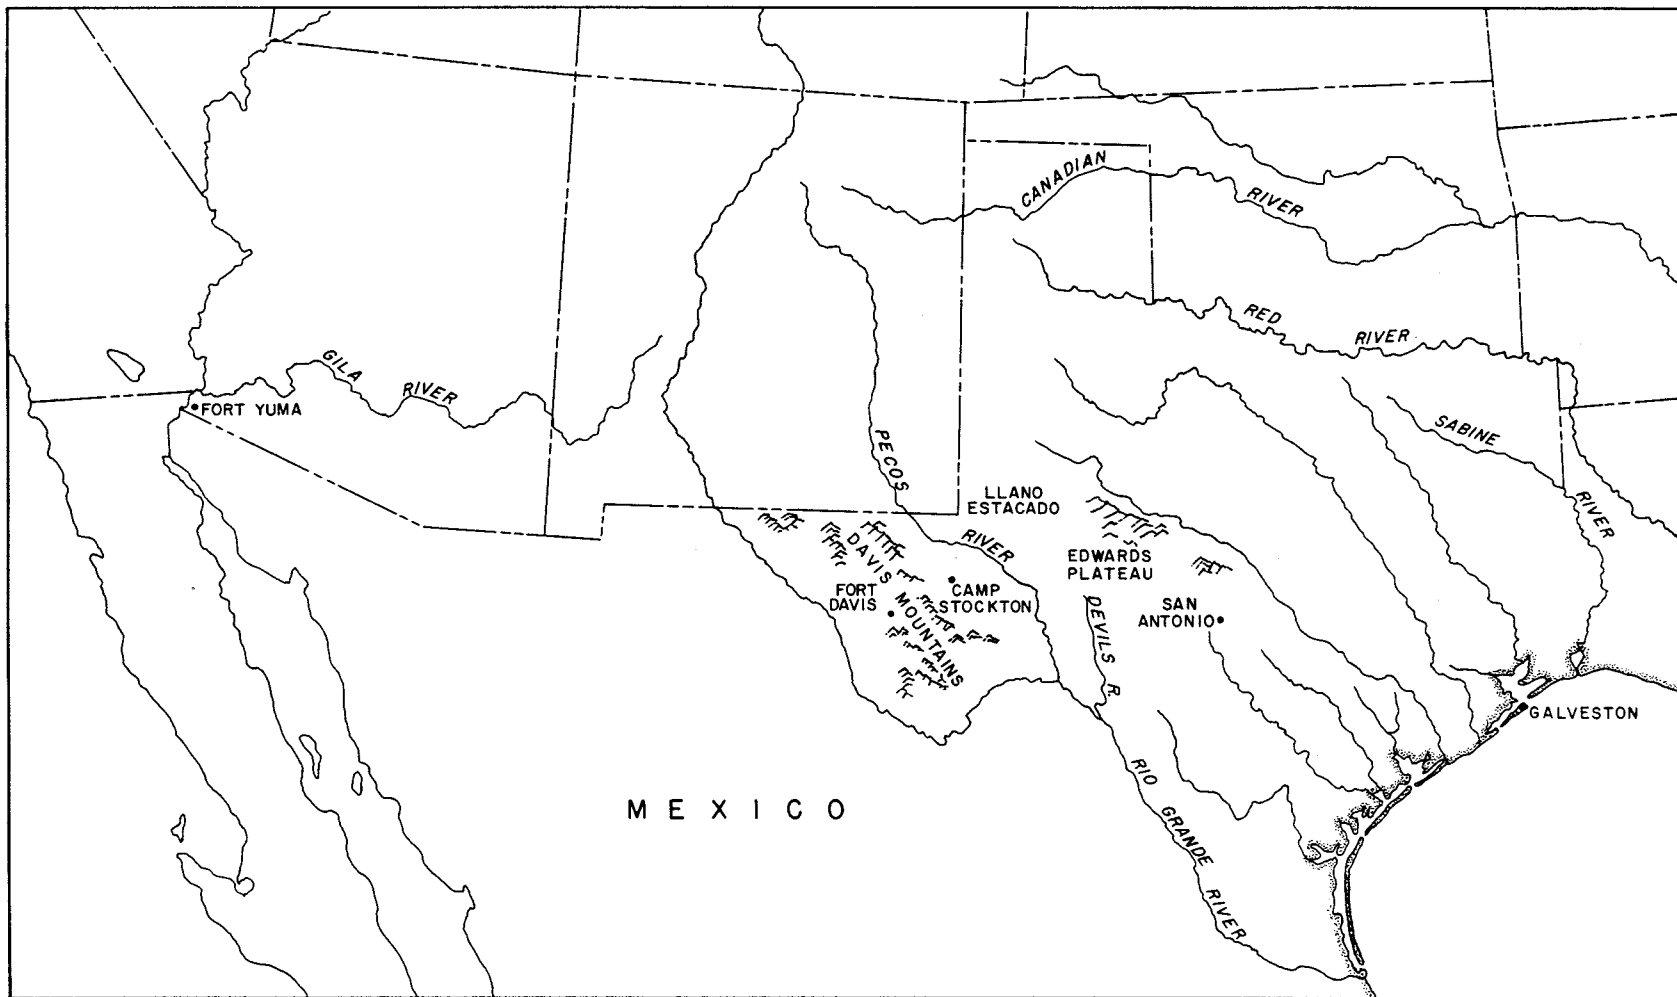 CANADIAN
RIVER
RED
RIVER
GILA
RIVER
FORT YUMA
PECOS
RIVER
SABINE
RIVER
LLANO
ESTACADO
EDWARDS
PLATEAU
DAVIS MOUNTAINS
FORT
DAVIS
CAMP
STOCKTON
DEVILS R.
SAN
ANTONIO
GALVESTON
RIO
GRANDE
RIVER
MEXICO